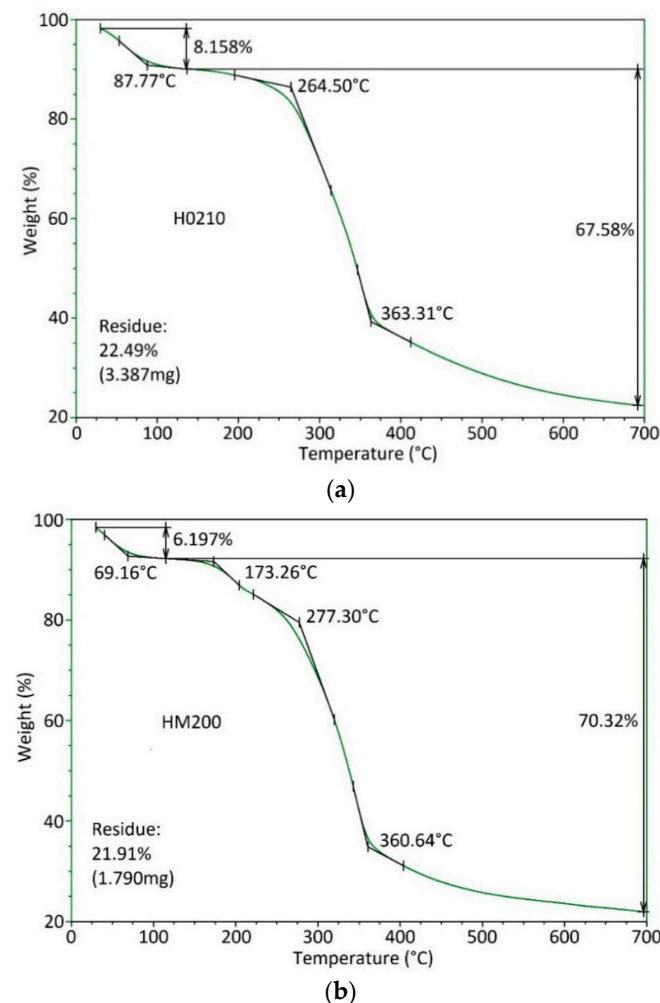 100
8.158%
87.77°C
264.50°C
80
Weight (%)
60
H0210
67.58%
40
363.31°C
Residue:
22.49%
(3.387mg)
20
0 100 200 300 400 500 600 700
Temperature (°C)
(a)
100
6.197%
69.16°C
173.26°C
277.30°C
80
Weight (%)
60
HM200
70.32%
40
360.64°C
Residue:
21.91%
(1.790mg)
20
0 100 200 300 400 500 600 700
Temperature (°C)
(b)